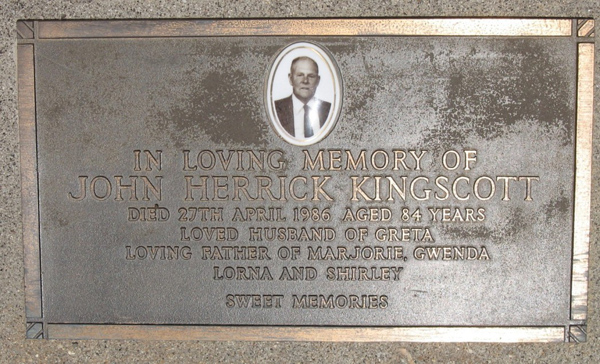 IN LOVING MEMORY OF
JOHN HERRICK KINGSCOTT
DIED 27TH APRIL 1986 AGED 84 YEARS
LOVED HUSBAND OF GRETA
LOVING FATHER OF MARJORIE, GWENDA
LORNA AND SHIRLEY
SWEET MEMORIES